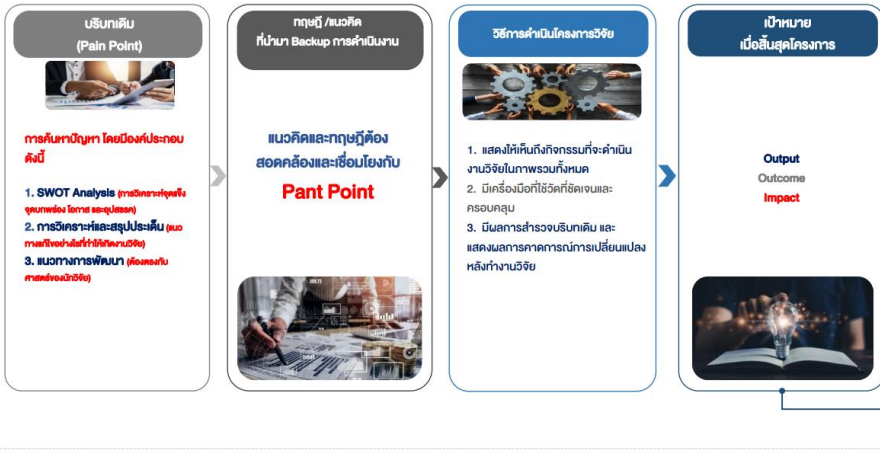 บริบทเดิม
(Pain Point)
การค้นหาปัญหา โดยมีองค์ประกอบ
ดังนี้
1. SWOT Analysis (การวิเคราะห์จุดแข็ง
จุดบกพร่อง โอกาส และอุปสรรค)
2. การวิเคราะห์และสรุปประเด็น (แนว
ทางแก้ไขอย่างไรที่ทำให้เกิดงานวิจัย)
3. แนวทางการพัฒนา (ต้องตรงกับ
ศาสตร์ของนักวิจัย)
ทฤษฎี /แนวคิด
ที่นำมา Backup การดำเนินงาน
แนวคิดและทฤษฎีต้อง
สอดคล้องและเชื่อมโยงกับ
Pant Point
วิธีการดำเนินโครงการวิจัย
1. แสดงให้เห็นถึงกิจกรรมที่จะดำเนิน
งานวิจัยในภาพรวมทั้งหมด
2. มีเครื่องมือที่ใช้วัดที่ชัดเจนและ
ครอบคลุม
3. มีผลการสำรวจบริบทเดิม และ
แสดงผลการคาดการณ์การเปลี่ยนแปลง
หลังทำงานวิจัย
เป้าหมาย
เมื่อสิ้นสุดโครงการ
Output
Outcome
Impact